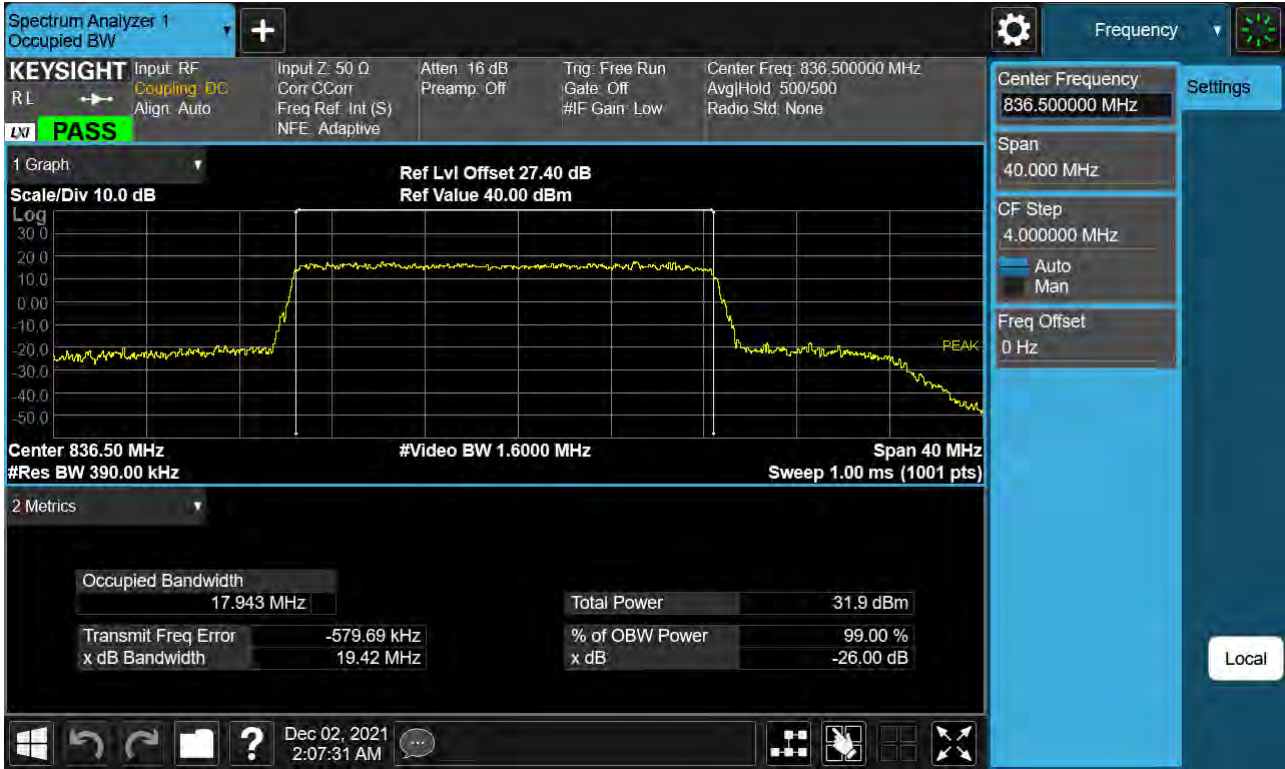 Spectrum Analyzer 1
Occupied BW
Frequency
KEYSIGHT
RL
LXI
PASS
Input: RF
Coupling: DC
Align: Auto
Input Z: 50 Ω
Corr CCorr
Freq Ref: Int (S)
NFE: Adaptive
Atten: 16 dB
Preamp: Off
Trig: Free Run
Gate: Off
#IF Gain: Low
Center Freq: 836.500000 MHz
Avg|Hold: 500/500
Radio Std: None
Center Frequency
836.500000 MHz
Settings
Span
40.000 MHz
CF Step
4.000000 MHz
Auto
Man
Freq Offset
0 Hz
Local
1 Graph
Scale/Div 10.0 dB
Ref Lvl Offset 27.40 dB
Ref Value 40.00 dBm
Log
30.0
20.0
10.0
0.00
-10.0
-20.0
-30.0
-40.0
-50.0
PEAK
Center 836.50 MHz
#Video BW 1.6000 MHz
Span 40 MHz
#Res BW 390.00 kHz
Sweep 1.00 ms (1001 pts)
2 Metrics
Occupied Bandwidth
17.943 MHz
Total Power 31.9 dBm
Transmit Freq Error -579.69 kHz
% of OBW Power 99.00 %
x dB Bandwidth 19.42 MHz
x dB -26.00 dB
?
Dec 02, 2021
2:07:31 AM